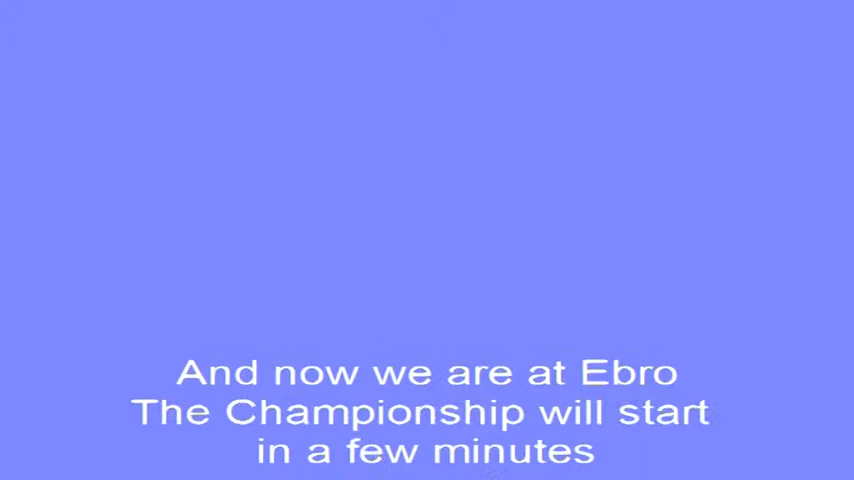 And now we are at Ebro
The Championship will start
in a few minutes